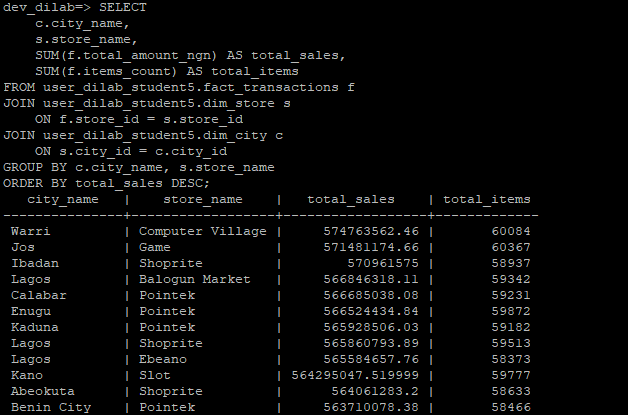 dev_dilab=> SELECT
    c.city_name,
    s.store_name,
    SUM(f.total_amount_ngn) AS total_sales,
    SUM(f.items_count) AS total_items
FROM user_dilab_student5.fact_transactions f
JOIN user_dilab_student5.dim_store s
    ON f.store_id = s.store_id
JOIN user_dilab_student5.dim_city c
    ON s.city_id = c.city_id
GROUP BY c.city_name, s.store_name
ORDER BY total_sales DESC;
   city_name   |    store_name    |   total_sales    | total_items
---------------+------------------+------------------+-------------
 Warri         | Computer Village |     574763562.46 |       60084
 Jos           | Game             |     571481174.66 |       60367
 Ibadan        | Shoprite         |        570961575 |       58937
 Lagos         | Balogun Market   |     566846318.11 |       59342
 Calabar       | Pointek          |     566685038.08 |       59231
 Enugu         | Pointek          |     566524434.84 |       59872
 Kaduna        | Pointek          |     565928506.03 |       59182
 Lagos         | Shoprite         |     565860793.89 |       59513
 Lagos         | Ebeano           |     565584657.76 |       58373
 Kano          | Slot             | 564295047.519999 |       59777
 Abeokuta      | Shoprite         |      564061283.2 |       58633
 Benin City    | Pointek          |     563710078.38 |       58466